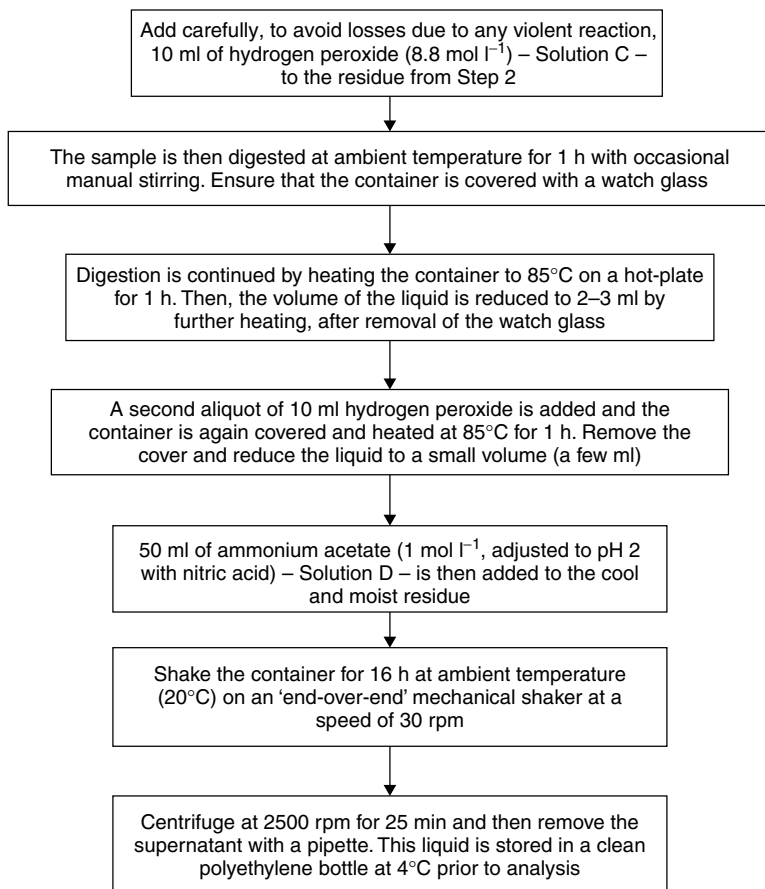 Add carefully, to avoid losses due to any violent reaction,
10 ml of hydrogen peroxide (8.8 mol l⁻¹) – Solution C –
to the residue from Step 2
The sample is then digested at ambient temperature for 1 h with occasional
manual stirring. Ensure that the container is covered with a watch glass
Digestion is continued by heating the container to 85°C on a hot-plate
for 1 h. Then, the volume of the liquid is reduced to 2–3 ml by
further heating, after removal of the watch glass
A second aliquot of 10 ml hydrogen peroxide is added and the
container is again covered and heated at 85°C for 1 h. Remove the
cover and reduce the liquid to a small volume (a few ml)
50 ml of ammonium acetate (1 mol l⁻¹, adjusted to pH 2
with nitric acid) – Solution D – is then added to the cool
and moist residue
Shake the container for 16 h at ambient temperature
(20°C) on an ‘end-over-end’ mechanical shaker at a
speed of 30 rpm
Centrifuge at 2500 rpm for 25 min and then remove the
supernatant with a pipette. This liquid is stored in a clean
polyethylene bottle at 4°C prior to analysis